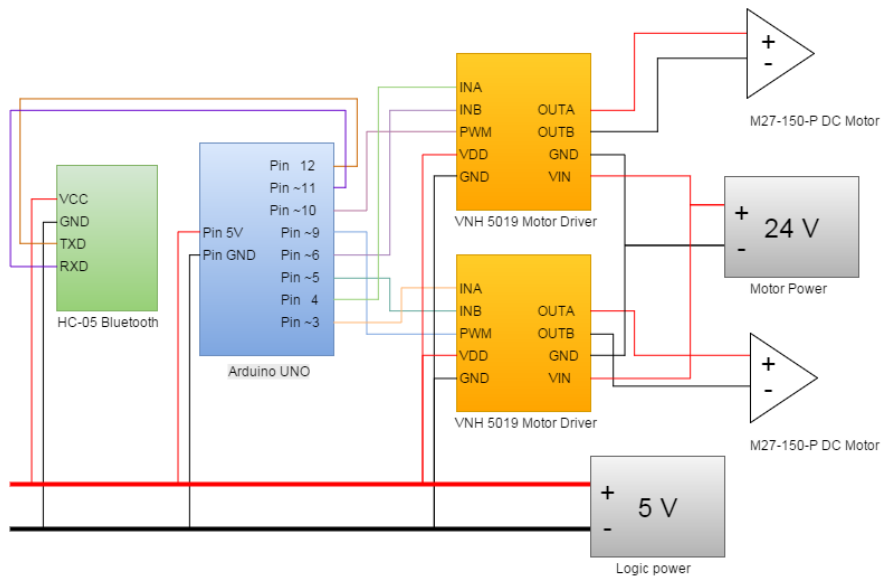 VCC
GND
TXD
RXD
HC-05 Bluetooth
Pin 12
Pin ~11
Pin ~10
Pin 5V
Pin ~9
Pin GND
Pin ~6
Pin ~5
Pin 4
Pin ~3
Arduino UNO
INA
INB
OUTA
PWM
OUTB
VDD
GND
GND
VIN
VNH 5019 Motor Driver
INA
INB
OUTA
PWM
OUTB
VDD
GND
GND
VIN
VNH 5019 Motor Driver
+
-
M27-150-P DC Motor
+
24 V
-
Motor Power
+
-
M27-150-P DC Motor
+
5 V
-
Logic power